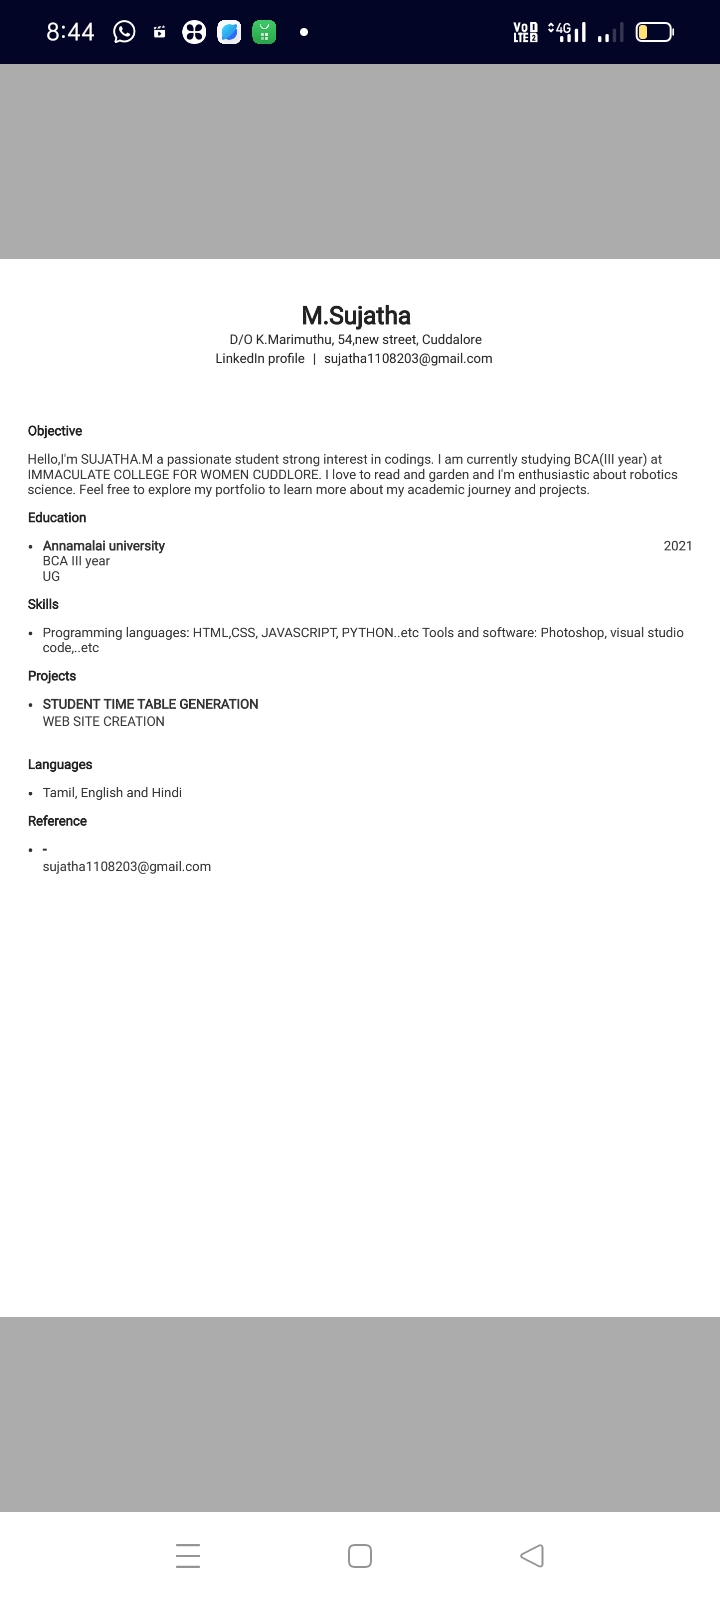 8:44
VoLTE 1 2 4G
M.Sujatha
D/O K.Marimuthu, 54,new street, Cuddalore
LinkedIn profile | sujatha1108203@gmail.com
Objective
Hello,I'm SUJATHA.M a passionate student strong interest in codings. I am currently studying BCA(III year) at
IMMACULATE COLLEGE FOR WOMEN CUDDLORE. I love to read and garden and I'm enthusiastic about robotics
science. Feel free to explore my portfolio to learn more about my academic journey and projects.
Education
• Annamalai university 2021
BCA III year
UG
Skills
• Programming languages: HTML,CSS, JAVASCRIPT, PYTHON..etc Tools and software: Photoshop, visual studio
code,..etc
Projects
• STUDENT TIME TABLE GENERATION
WEB SITE CREATION
Languages
• Tamil, English and Hindi
Reference
• -
sujatha1108203@gmail.com